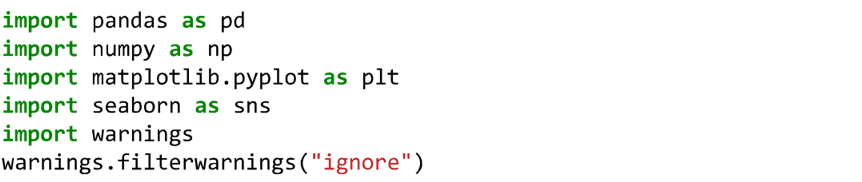 import pandas as pd
import numpy as np
import matplotlib.pyplot as plt
import seaborn as sns
import warnings
warnings.filterwarnings("ignore")